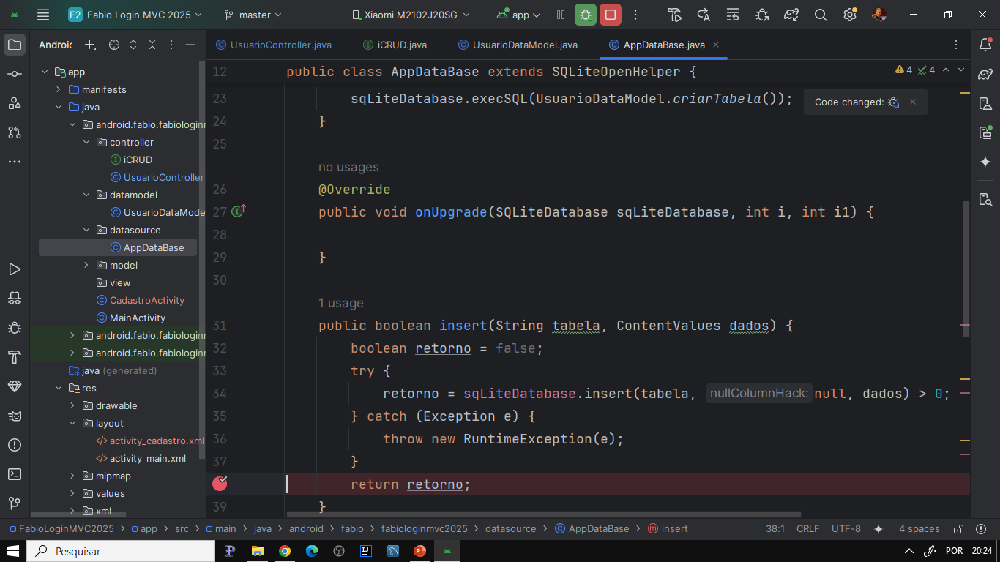 Fabio Login MVC 2025 master Xiaomi M2102J20SG app
F2
Android
UsuarioController.java iCRUD.java UsuarioDataModel.java AppDataBase.java
app
manifests
java
android.fabio.fabiologinm
controller
iCRUD
UsuarioController
datamodel
UsuarioDataMode
datasource
AppDataBase
model
view
CadastroActivity
MainActivity
android.fabio.fabiologinm
android.fabio.fabiologinm
java (generated)
res
drawable
layout
activity_cadastro.xml
activity_main.xml
mipmap
values
xml
12 public class AppDataBase extends SQLiteOpenHelper {
4 4
23 sqLiteDatabase.execSQL(UsuarioDataModel.criarTabela());
Code changed:
24 }
25
no usages
26 @Override
27 public void onUpgrade(SQLiteDatabase sqLiteDatabase, int i, int i1) {
28
29 }
30
1 usage
31 public boolean insert(String tabela, ContentValues dados) {
32 boolean retorno = false;
33 try {
34 retorno = sqLiteDatabase.insert(tabela, nullColumnHack: null, dados) > 0;
35 } catch (Exception e) {
36 throw new RuntimeException(e);
37 }
return retorno;
39 }
FabioLoginMVC2025 > app > src > main > java > android > fabio > fabiologinmvc2025 > datasource > AppDataBase > insert 38:1 CRLF UTF-8 4 spaces
Pesquisar
POR 20:24